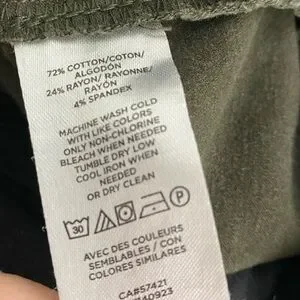 72% COTTON/COTON/
ALGODÓN
24% RAYON/ RAYONNE/
RAYÓN
4% SPANDEX
MACHINE WASH COLD
WITH LIKE COLORS
ONLY NON-CHLORINE
BLEACH WHEN NEEDED
TUMBLE DRY LOW
COOL IRON WHEN
NEEDED
OR DRY CLEAN
30
P
AVEC DES COULEURS
SEMBLABLES / CON
COLORES SIMILARES
CA#57421